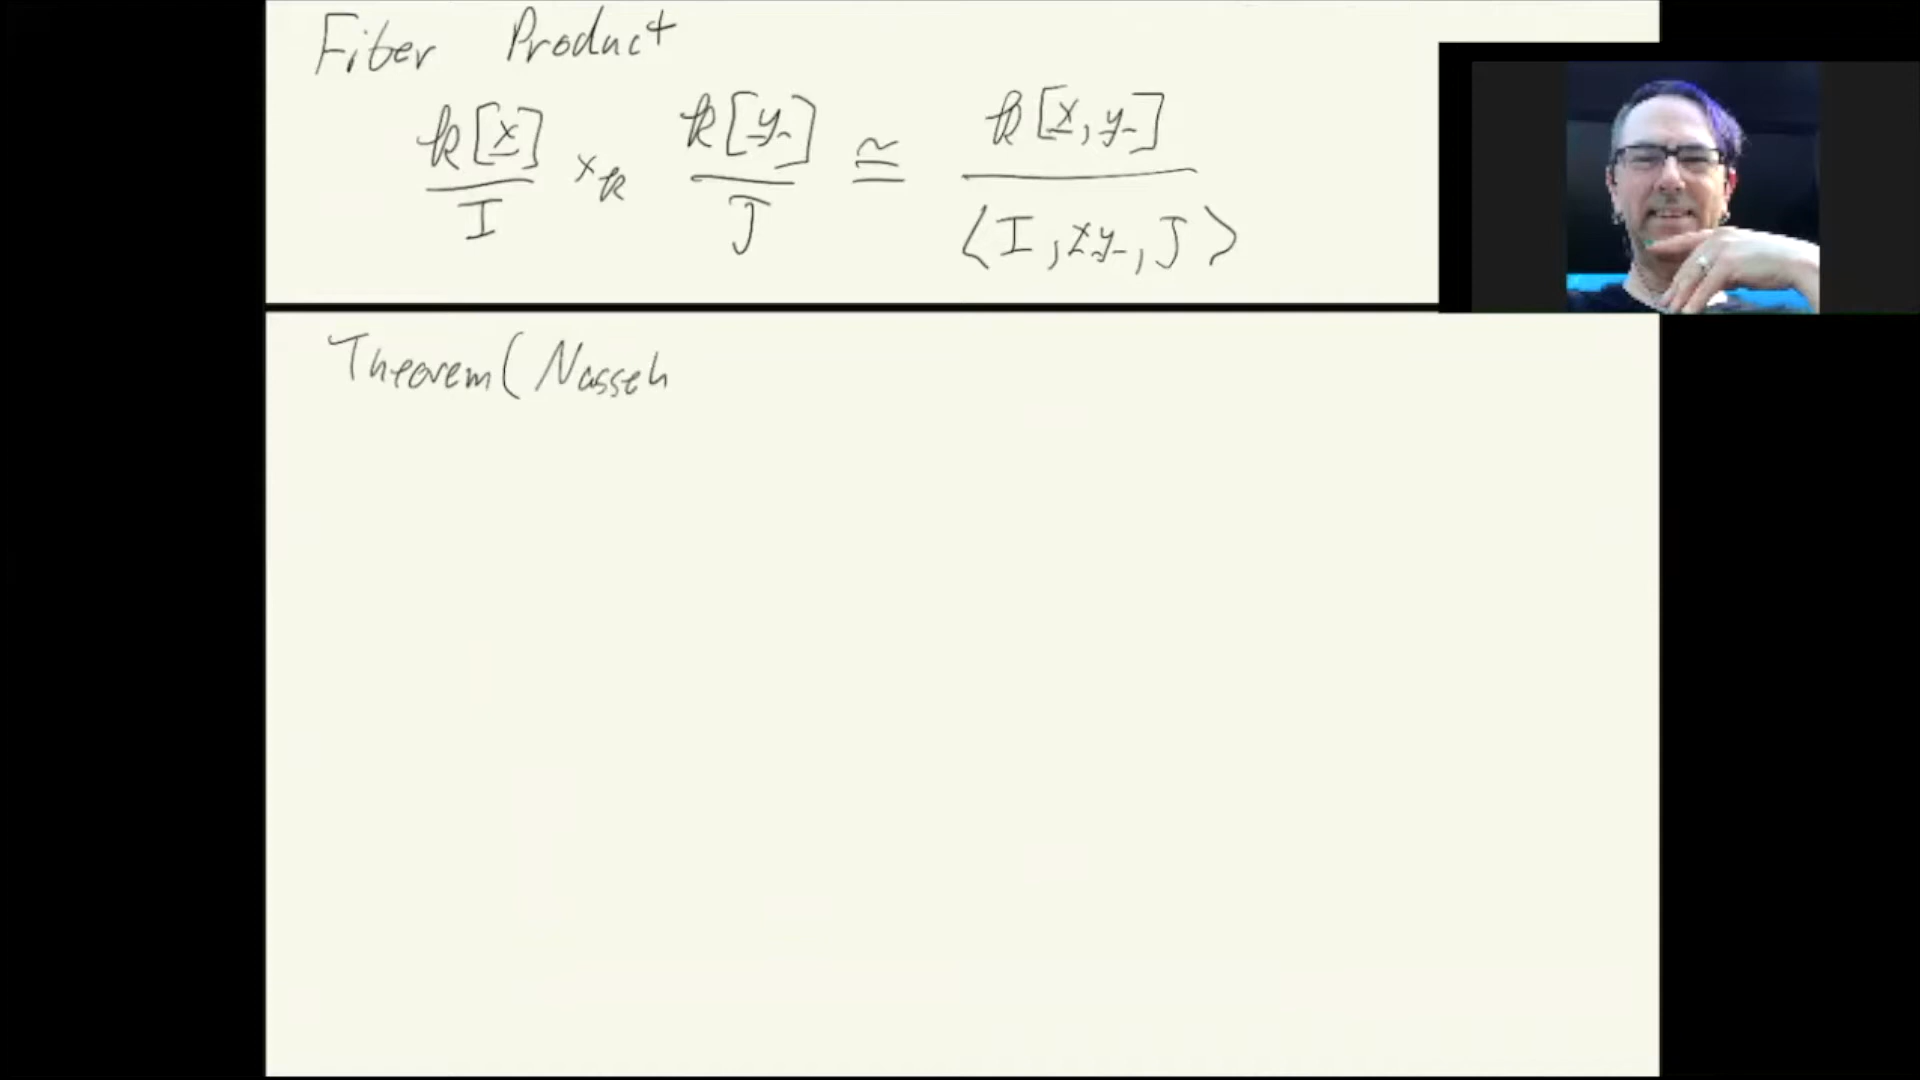 Fiber Product
k[x] / I ×_k k[y] / J ≅ k[x, y] / ⟨I, xy, J⟩
Theorem (Nasseh